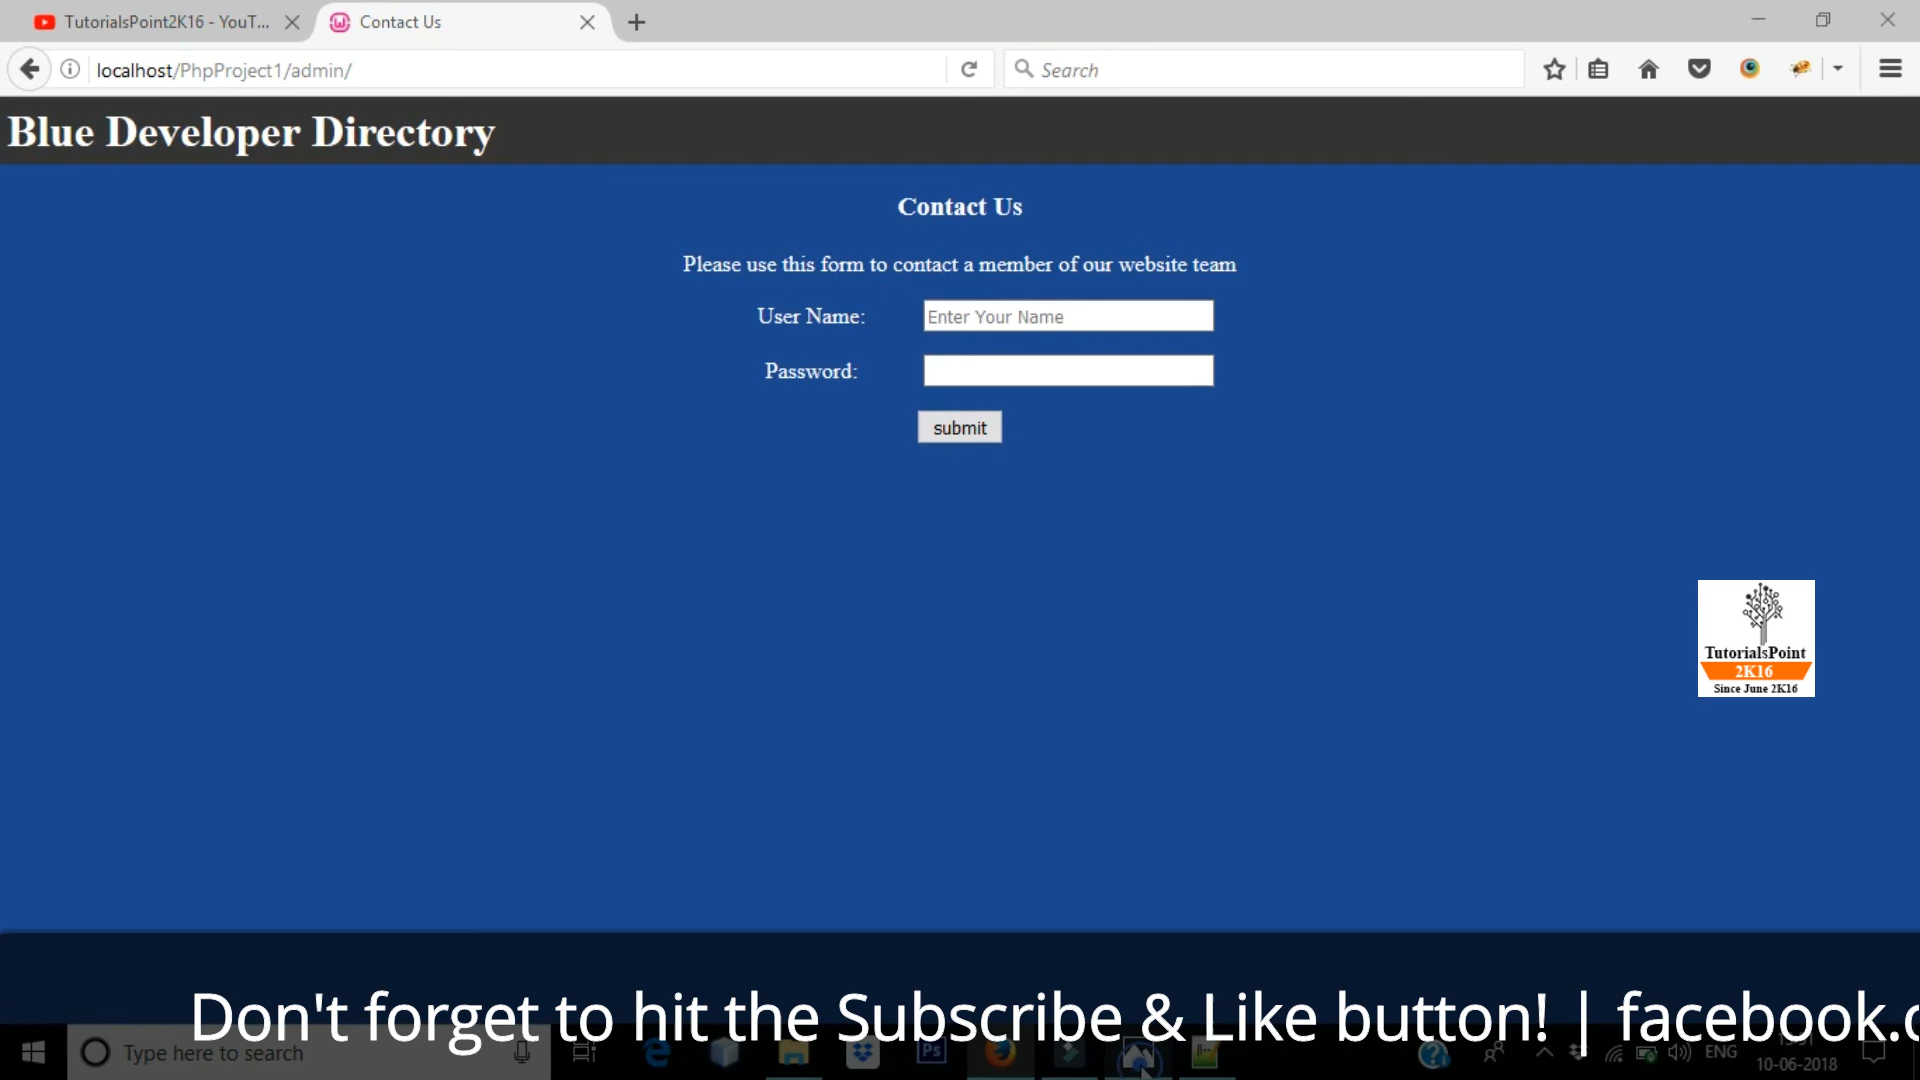 TutorialsPoint2K16 - YouT...
Contact Us
localhost/PhpProject1/admin/
Search
Blue Developer Directory
Contact Us
Please use this form to contact a member of our website team
User Name:
Enter Your Name
Password:
submit
TutorialsPoint
2K16
Since June 2K16
Don't forget to hit the Subscribe & Like button! | facebook.c
Type here to search
Ps
ENG
10-06-2018